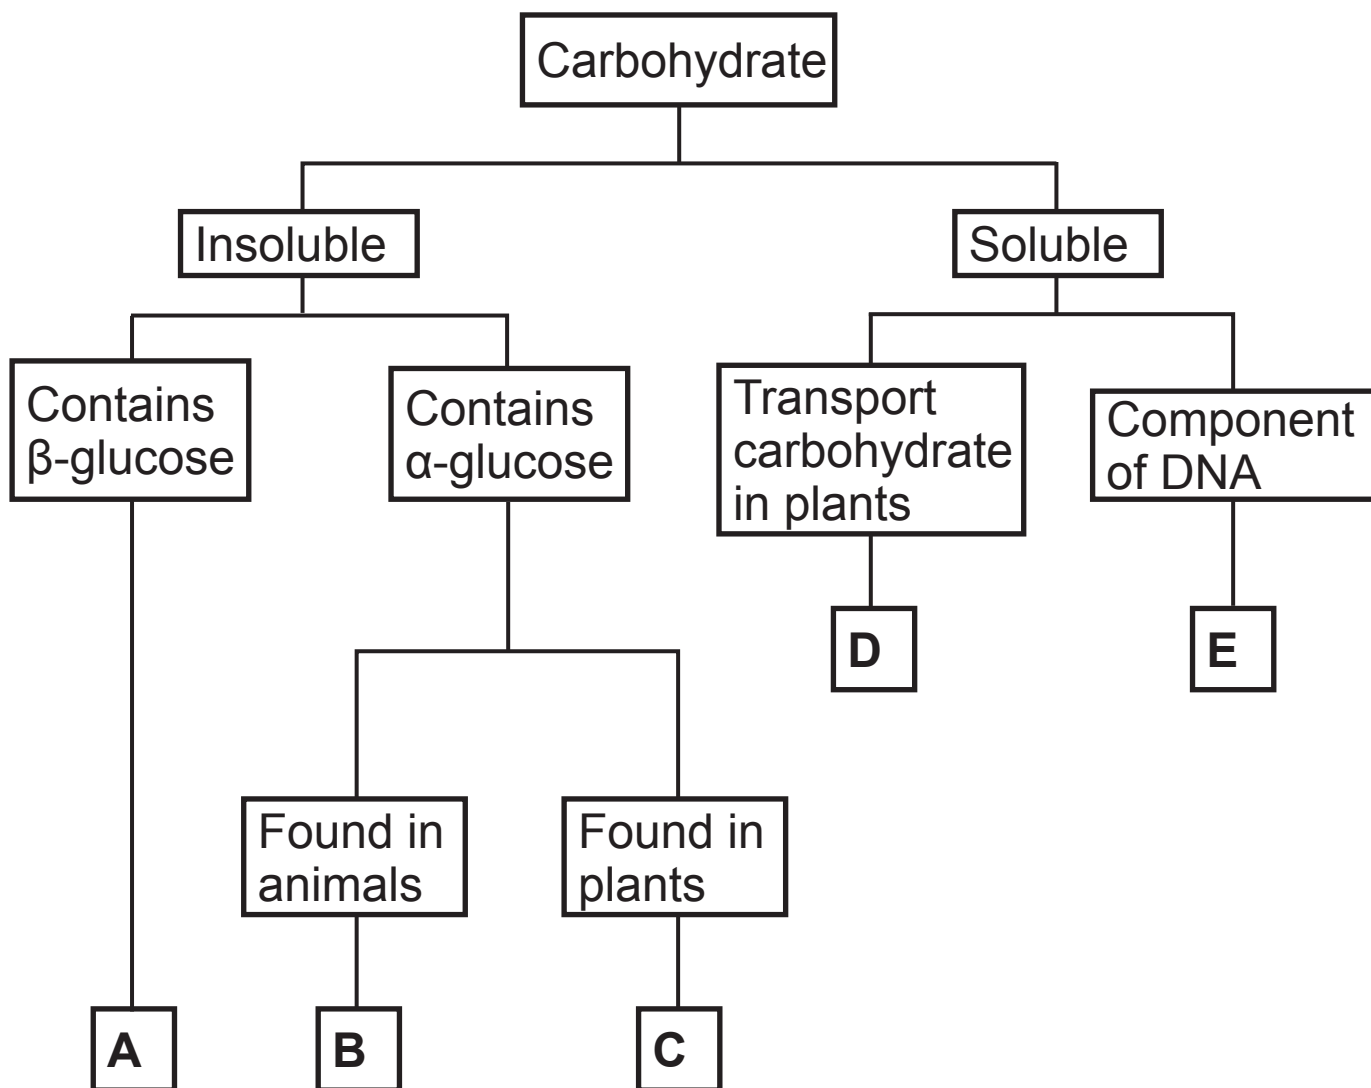 Carbohydrate
Insoluble
Soluble
Contains
β-glucose
Contains
α-glucose
Transport
carbohydrate
in plants
Component
of DNA
D
E
Found in
animals
Found in
plants
A
B
C